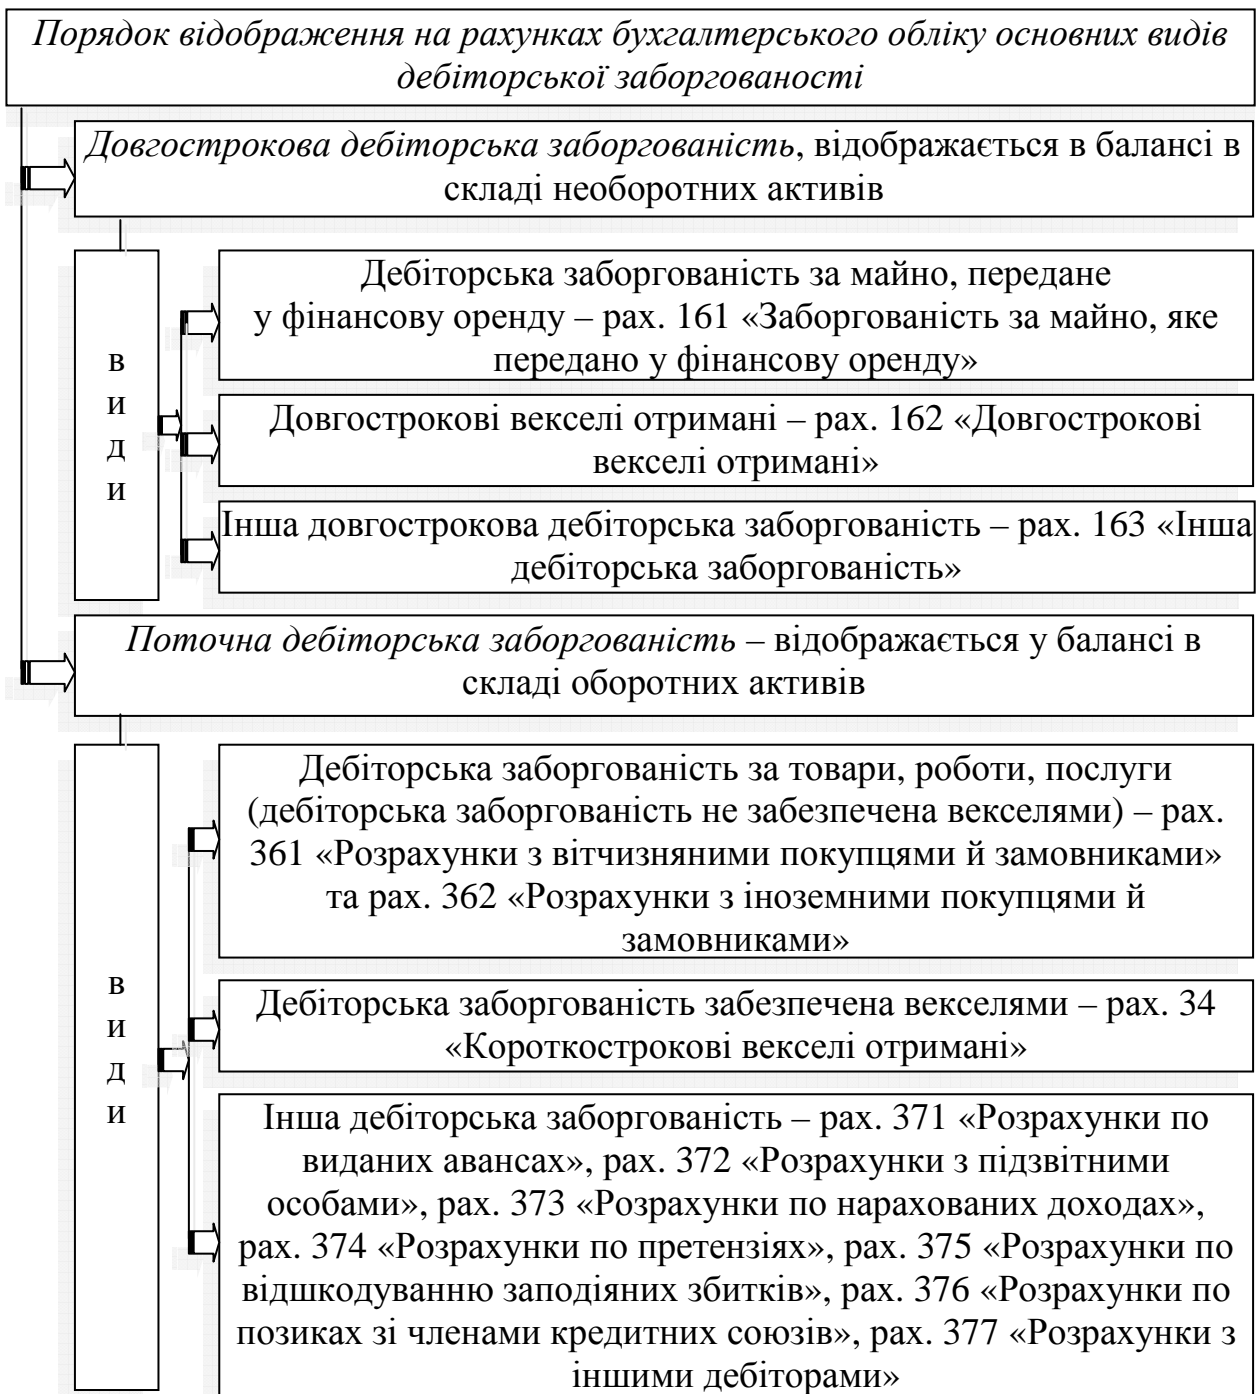 Порядок відображення на рахунках бухгалтерського обліку основних видів
дебіторської заборгованості
Довгострокова дебіторська заборгованість, відображається в балансі в
складі необоротних активів
в
и
д
и
Дебіторська заборгованість за майно, передане
у фінансову оренду – рах. 161 «Заборгованість за майно, яке
передано у фінансову оренду»
Довгострокові векселі отримані – рах. 162 «Довгострокові
векселі отримані»
Інша довгострокова дебіторська заборгованість – рах. 163 «Інша
дебіторська заборгованість»
Поточна дебіторська заборгованість – відображається у балансі в
складі оборотних активів
в
и
д
и
Дебіторська заборгованість за товари, роботи, послуги
(дебіторська заборгованість не забезпечена векселями) – рах.
361 «Розрахунки з вітчизняними покупцями й замовниками»
та рах. 362 «Розрахунки з іноземними покупцями й
замовниками»
Дебіторська заборгованість забезпечена векселями – рах. 34
«Короткострокові векселі отримані»
Інша дебіторська заборгованість – рах. 371 «Розрахунки по
виданих авансах», рах. 372 «Розрахунки з підзвітними
особами», рах. 373 «Розрахунки по нарахованих доходах»,
рах. 374 «Розрахунки по претензіях», рах. 375 «Розрахунки по
відшкодуванню заподіяних збитків», рах. 376 «Розрахунки по
позиках зі членами кредитних союзів», рах. 377 «Розрахунки з
іншими дебіторами»